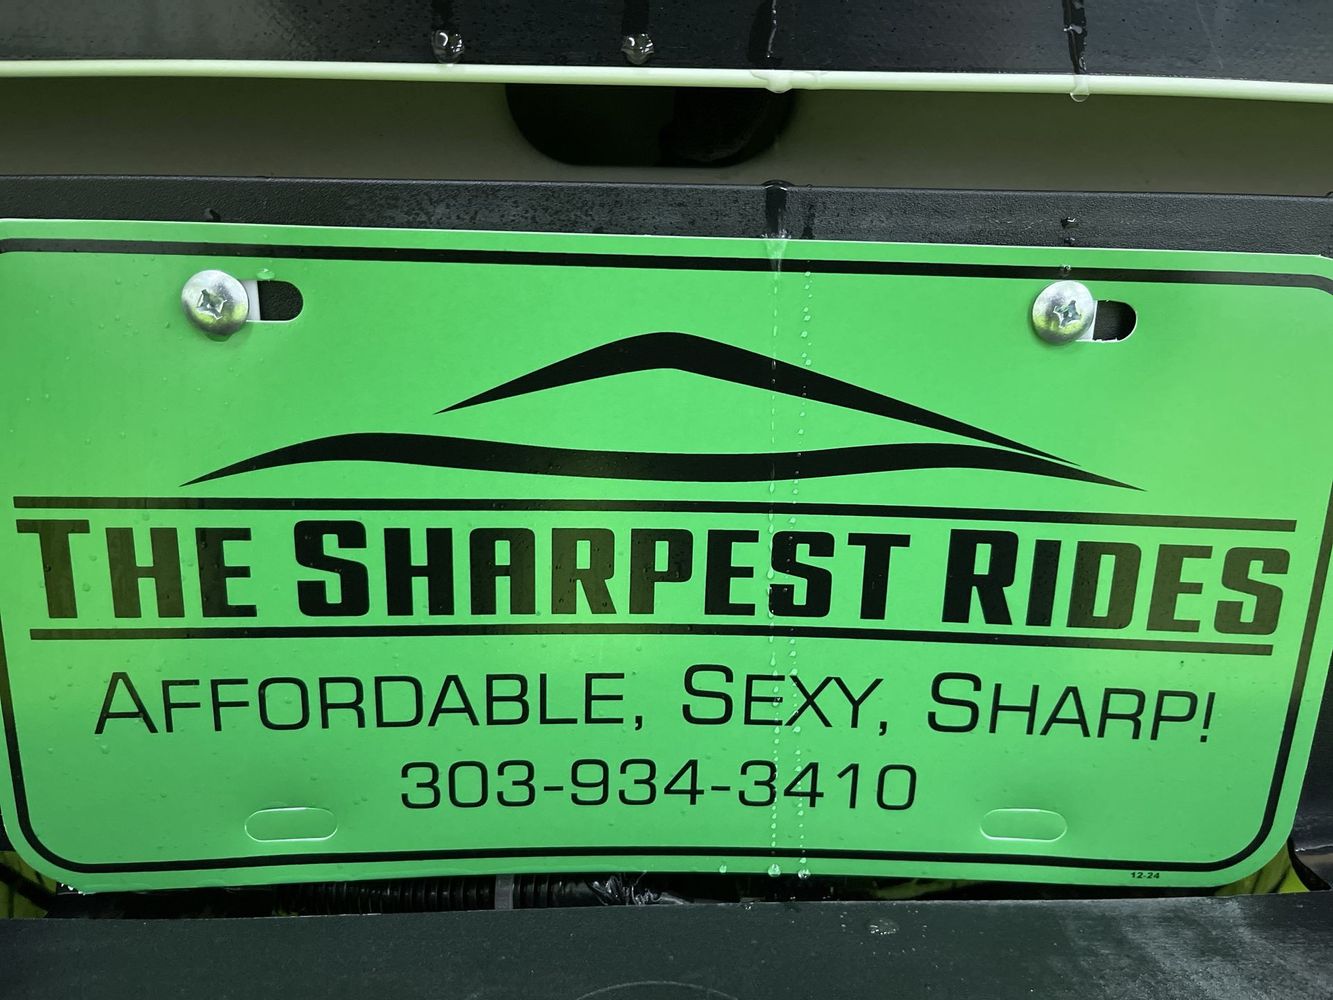 THE SHARPEST RIDES
AFFORDABLE, SEXY, SHARP!
303-934-3410
12-24